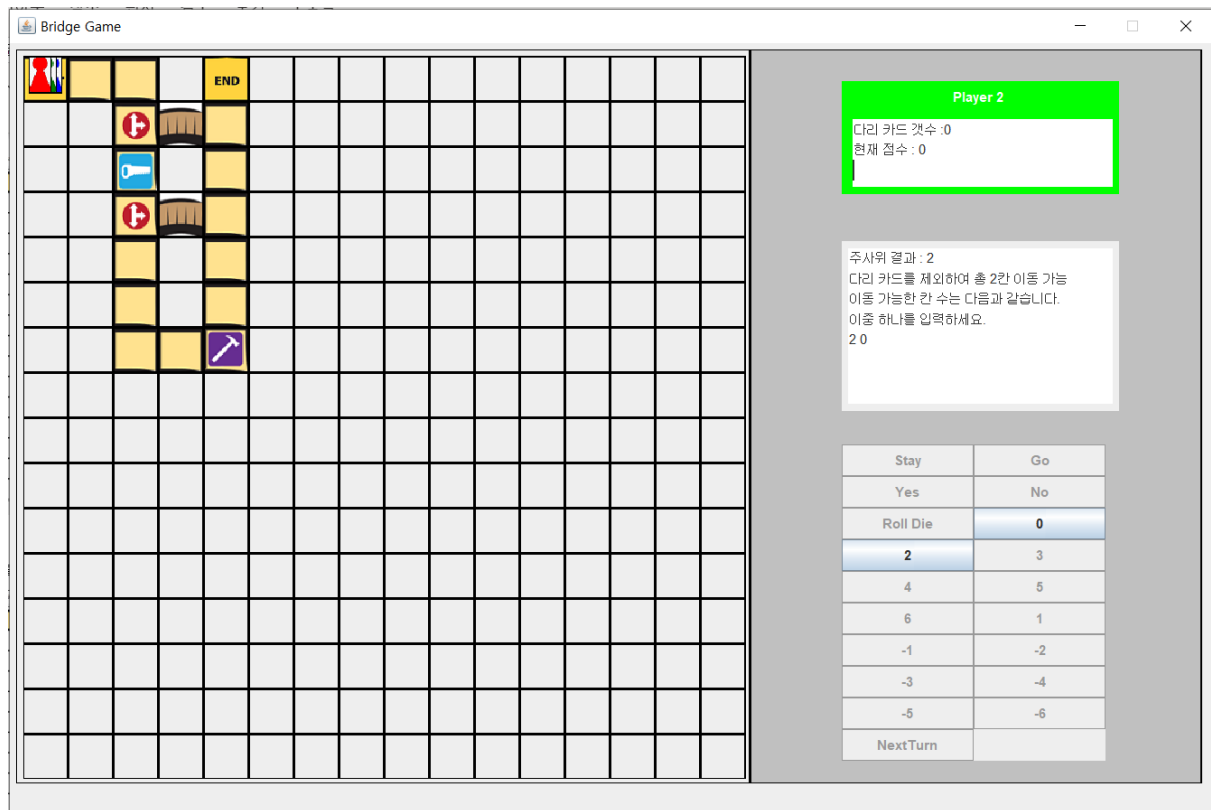 Bridge Game
END
Player 2
다리 카드 갯수 :0
현재 점수 : 0
주사위 결과 : 2
다리 카드를 제외하여 총 2칸 이동 가능
이동 가능한 칸 수는 다음과 같습니다.
이중 하나를 입력하세요.
2 0
Stay Go
Yes No
Roll Die 0
2 3
4 5
6 1
-1 -2
-3 -4
-5 -6
NextTurn